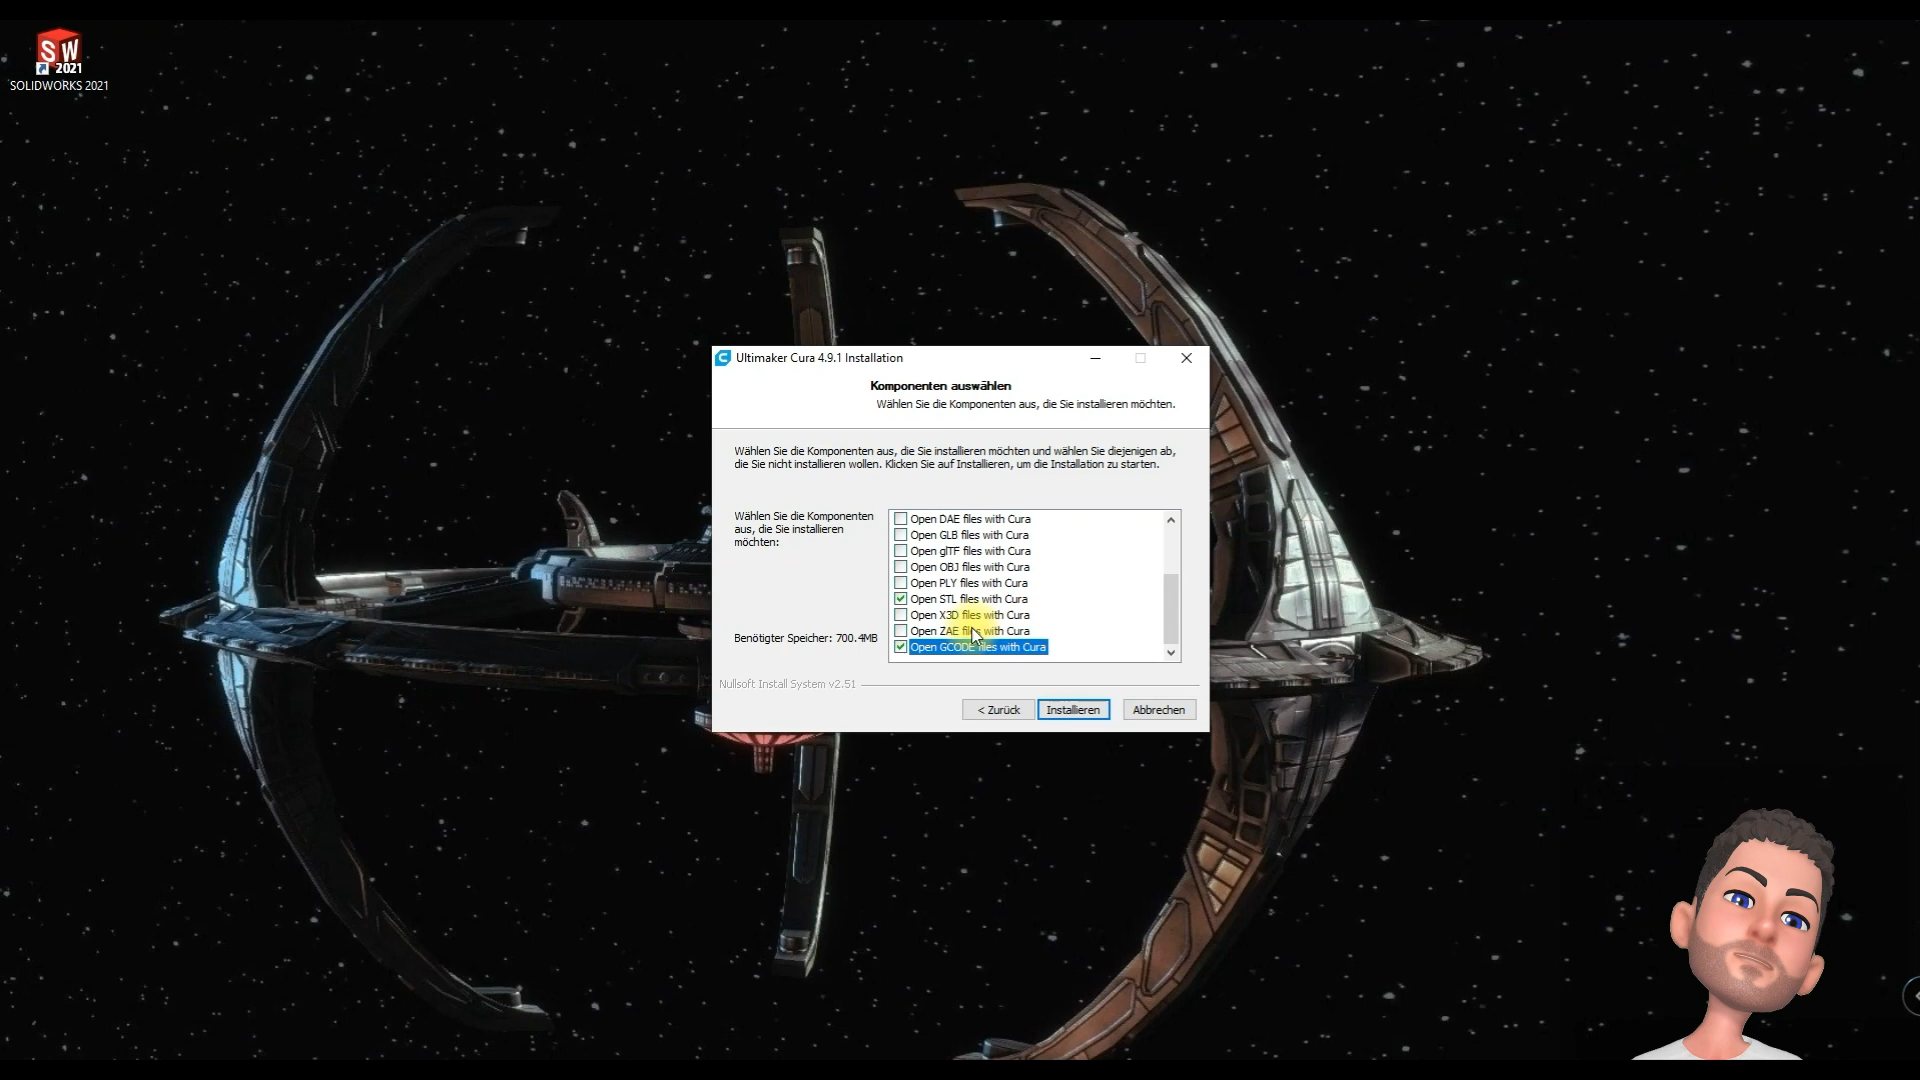 SW
2021
SOLIDWORKS 2021
Ultimaker Cura 4.9.1 Installation
Komponenten auswählen
Wählen Sie die Komponenten aus, die Sie installieren möchten.
Wählen Sie die Komponenten aus, die Sie installieren möchten und wählen Sie diejenigen ab,
die Sie nicht installieren wollen. Klicken Sie auf Installieren, um die Installation zu starten.
Wählen Sie die Komponenten
aus, die Sie installieren
möchten:
Open DAE files with Cura
Open GLB files with Cura
Open glTF files with Cura
Open OBJ files with Cura
Open PLY files with Cura
Open STL files with Cura
Open X3D files with Cura
Open ZAE files with Cura
Open GCODE files with Cura
Benötigter Speicher: 700.4MB
Nullsoft Install System v2.51
< Zurück
Installieren
Abbrechen